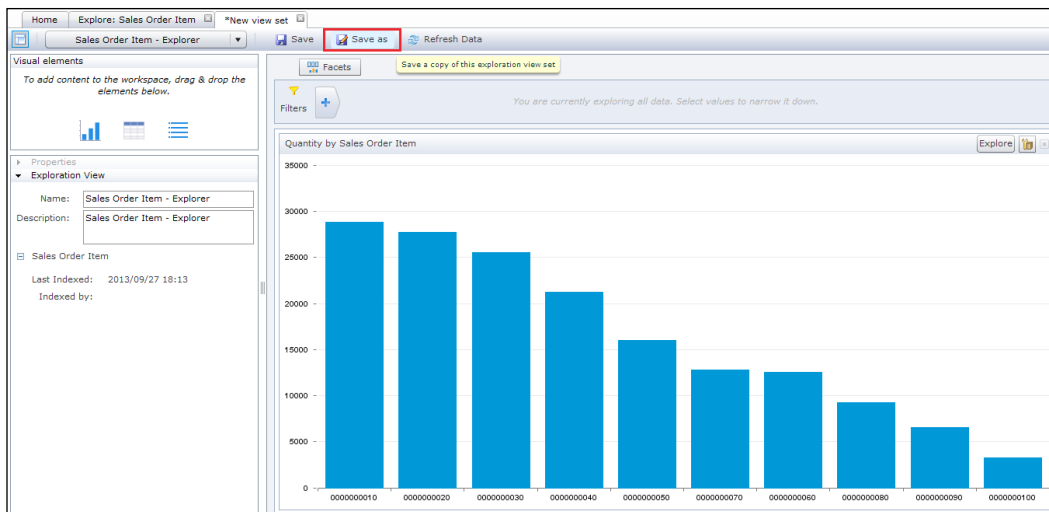 Home Explore: Sales Order Item *New view set
Sales Order Item - Explorer Save Save as Refresh Data
Visual elements
To add content to the workspace, drag & drop the
elements below.
Properties
Exploration View
Name: Sales Order Item - Explorer
Description: Sales Order Item - Explorer
Sales Order Item
Last Indexed: 2013/09/27 18:13
Indexed by:
Facets
Save a copy of this exploration view set
Filters
You are currently exploring all data. Select values to narrow it down.
Quantity by Sales Order Item Explore
35000
30000
25000
20000
15000
10000
5000
0
0000000010 0000000020 0000000030 0000000040 0000000050 0000000070 0000000060 0000000080 0000000090 0000000100